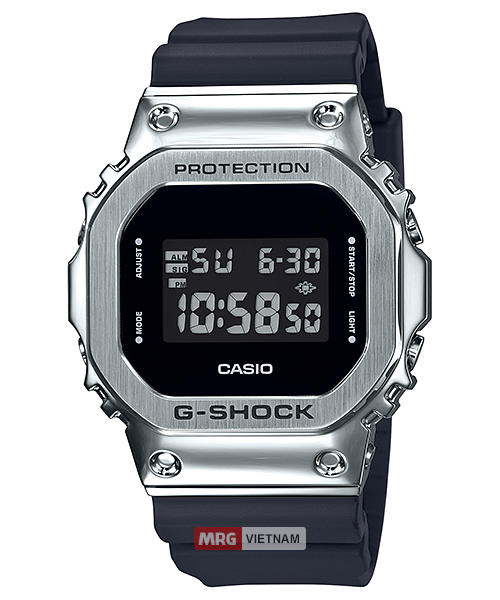 PROTECTION
ADJUST
START/STOP
ALM
SIG
PM
SU 6-30
10:58 50
MODE
LIGHT
CASIO
G-SHOCK
MRG VIETNAM